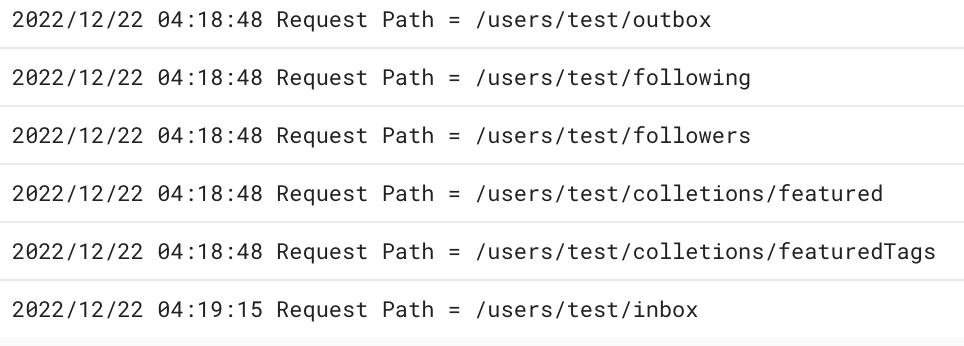 2022/12/22 04:18:48 Request Path = /users/test/outbox
2022/12/22 04:18:48 Request Path = /users/test/following
2022/12/22 04:18:48 Request Path = /users/test/followers
2022/12/22 04:18:48 Request Path = /users/test/colletions/featured
2022/12/22 04:18:48 Request Path = /users/test/colletions/featuredTags
2022/12/22 04:19:15 Request Path = /users/test/inbox